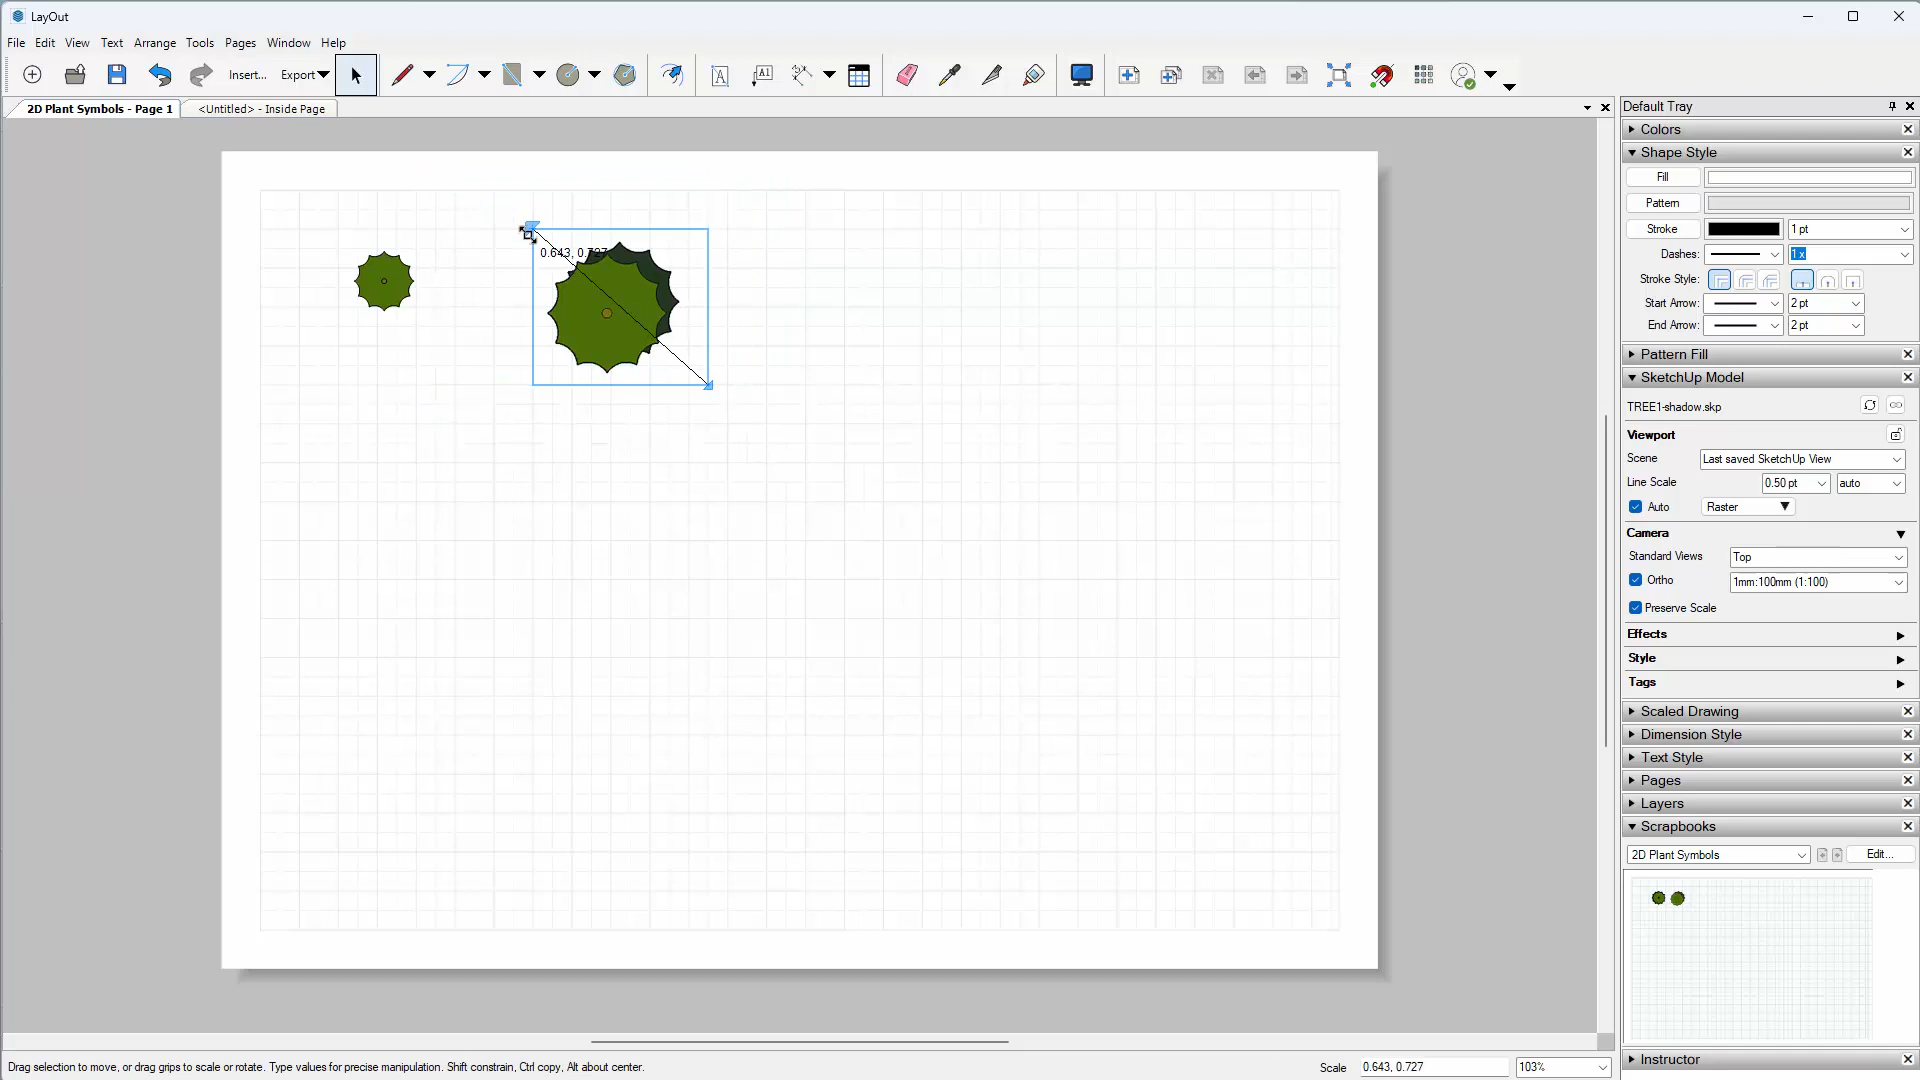 LayOut
File Edit View Text Arrange Tools Pages Window Help
Insert... Export
2D Plant Symbols - Page 1 <Untitled> - Inside Page
0.643, 0.727
Default Tray
Colors
Shape Style
Fill
Pattern
Stroke 1 pt
Dashes: 1 x
Stroke Style:
Start Arrow: 2 pt
End Arrow: 2 pt
Pattern Fill
SketchUp Model
TREE1-shadow.skp
Viewport
Scene Last saved SketchUp View
Line Scale 0.50 pt auto
Auto Raster
Camera
Standard Views Top
Ortho 1mm:100mm (1:100)
Preserve Scale
Effects
Style
Tags
Scaled Drawing
Dimension Style
Text Style
Pages
Layers
Scrapbooks
2D Plant Symbols Edit...
Instructor
Drag selection to move, or drag grips to scale or rotate. Type values for precise manipulation. Shift constrain, Ctrl copy, Alt about center. Scale 0.643, 0.727 103%